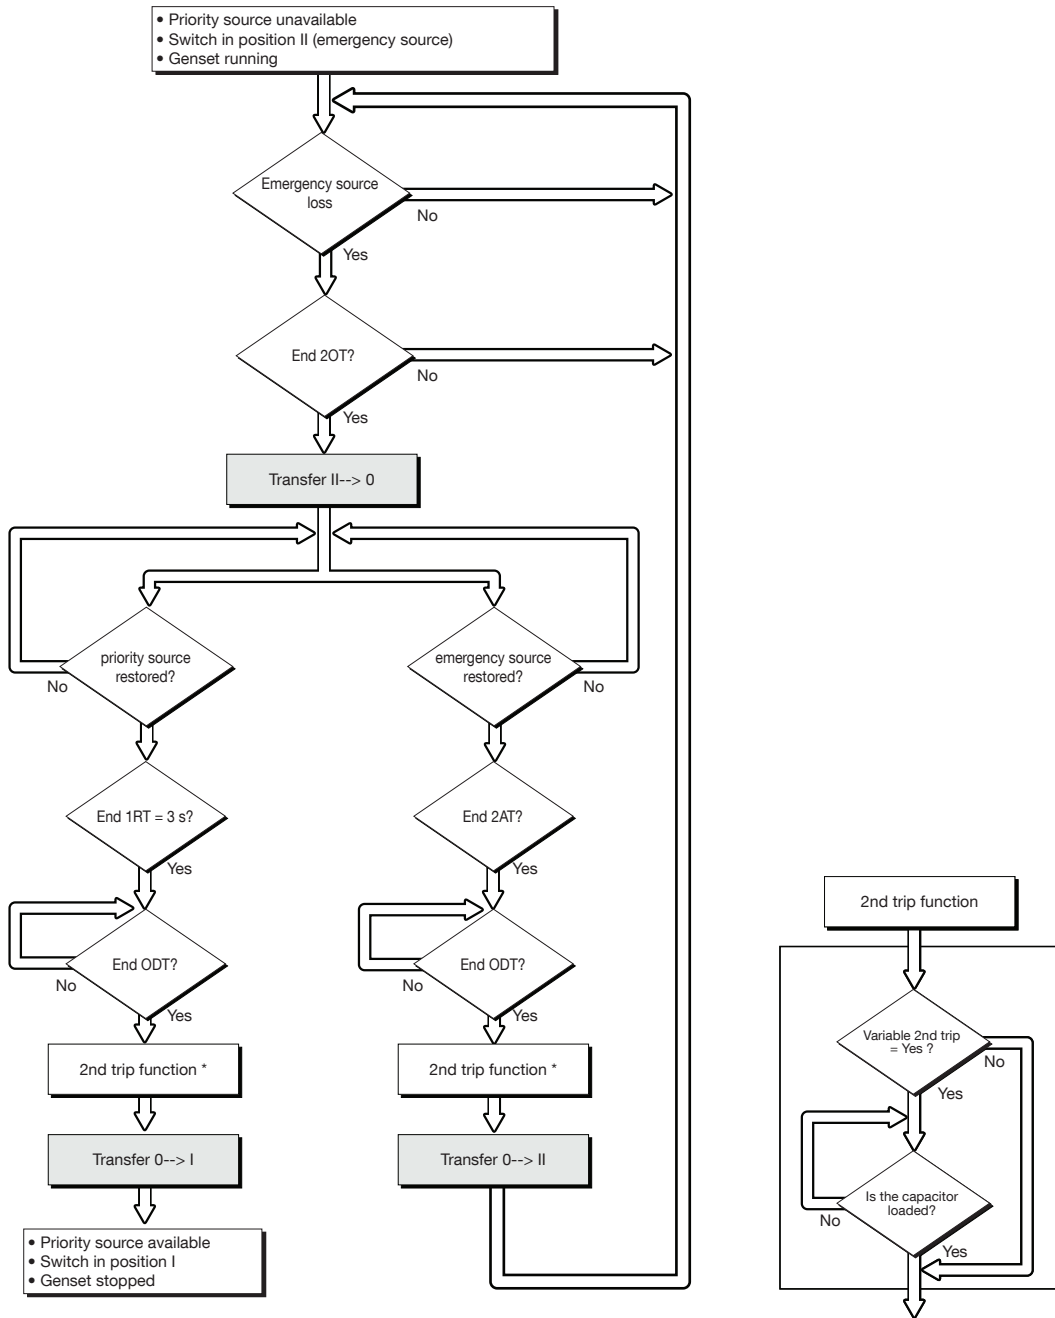 • Priority source unavailable
• Switch in position II (emergency source)
• Genset running
Emergency source
loss
No
Yes
End 2OT?
No
Yes
Transfer II--> 0
priority source
restored?
No
emergency source
restored?
No
End 1RT = 3 s?
Yes
End 2AT?
Yes
End ODT?
No
Yes
End ODT?
No
Yes
2nd trip function *
2nd trip function *
Transfer 0--> I
Transfer 0--> II
• Priority source available
• Switch in position I
• Genset stopped
2nd trip function
Variable 2nd trip
= Yes ?
No
Yes
Is the capacitor
loaded?
No
Yes